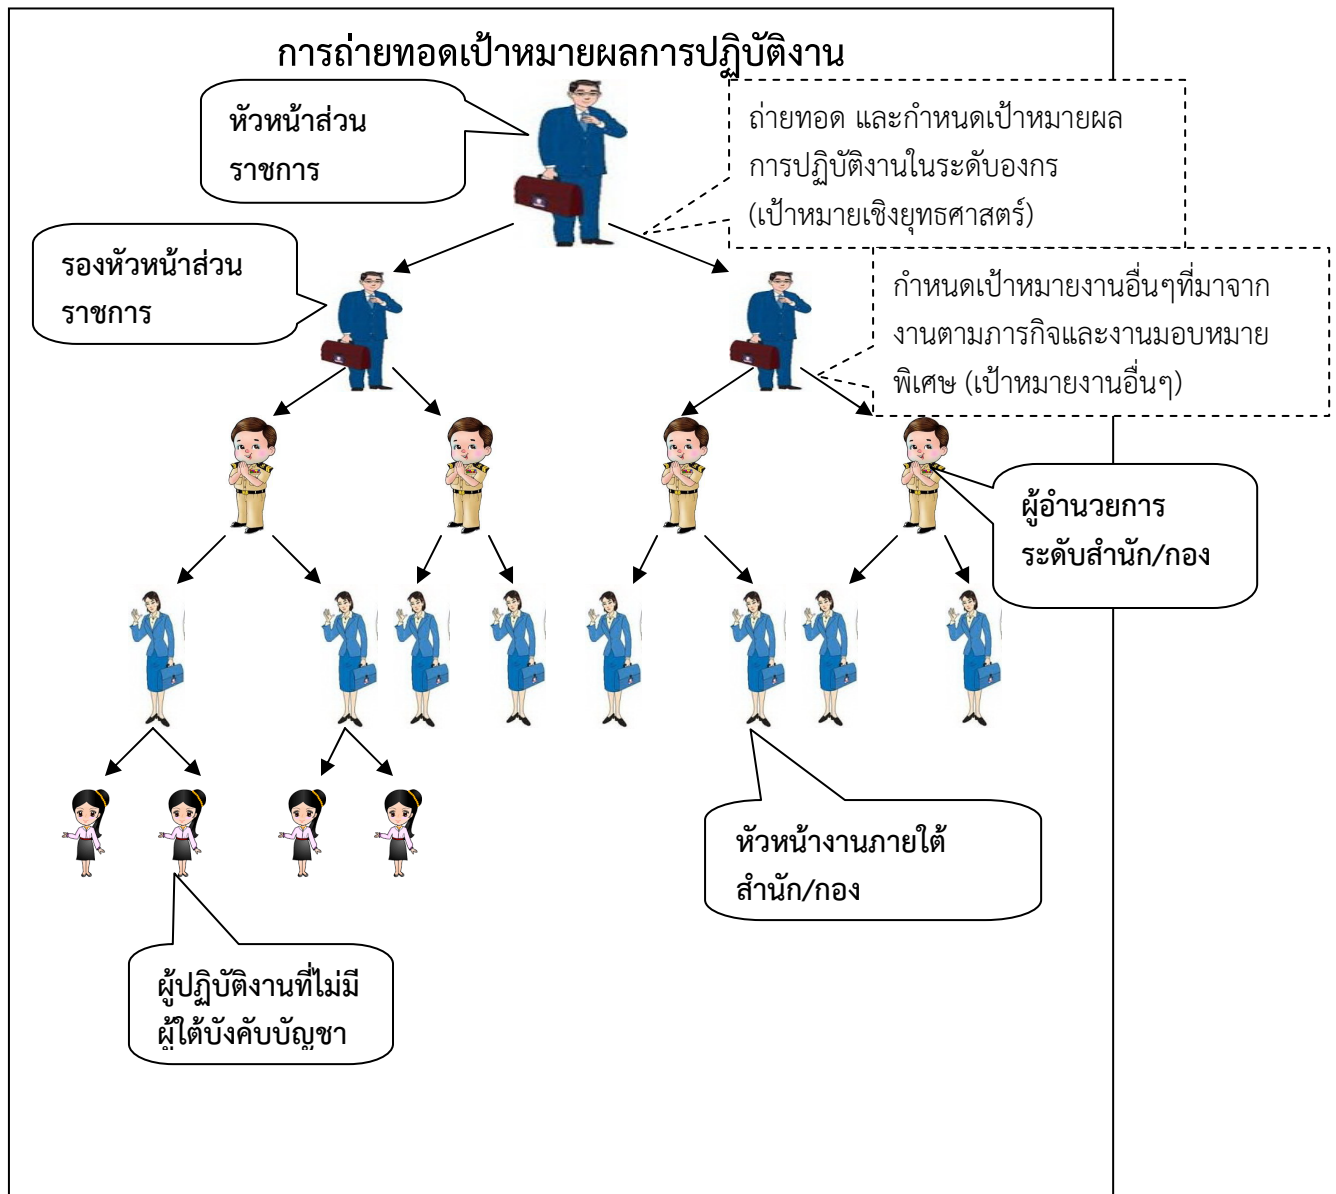 การถ่ายทอดเป้าหมายผลการปฏิบัติงาน
หัวหน้าส่วน
ราชการ
ถ่ายทอด และกำหนดเป้าหมายผล
การปฏิบัติงานในระดับองกร
(เป้าหมายเชิงยุทธศาสตร์)
รองหัวหน้าส่วน
ราชการ
กำหนดเป้าหมายงานอื่นๆที่มาจาก
งานตามภารกิจและงานมอบหมาย
พิเศษ (เป้าหมายงานอื่นๆ)
ผู้อำนวยการ
ระดับสำนัก/กอง
หัวหน้างานภายใต้
สำนัก/กอง
ผู้ปฏิบัติงานที่ไม่มี
ผู้ใต้บังคับบัญชา